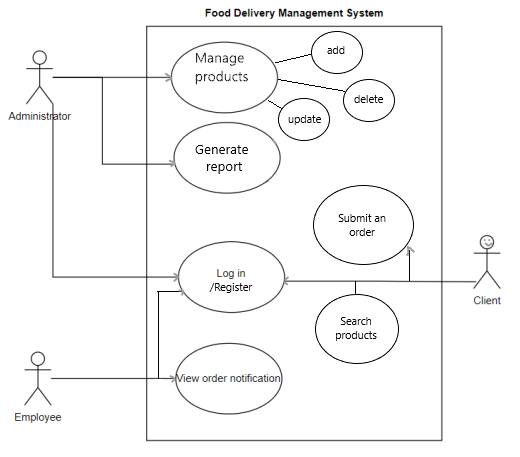 Food Delivery Management System
Manage
products
add
delete
update
Administrator
Generate
report
Submit an
order
Log in
/Register
Client
Search
products
View order notification
Employee